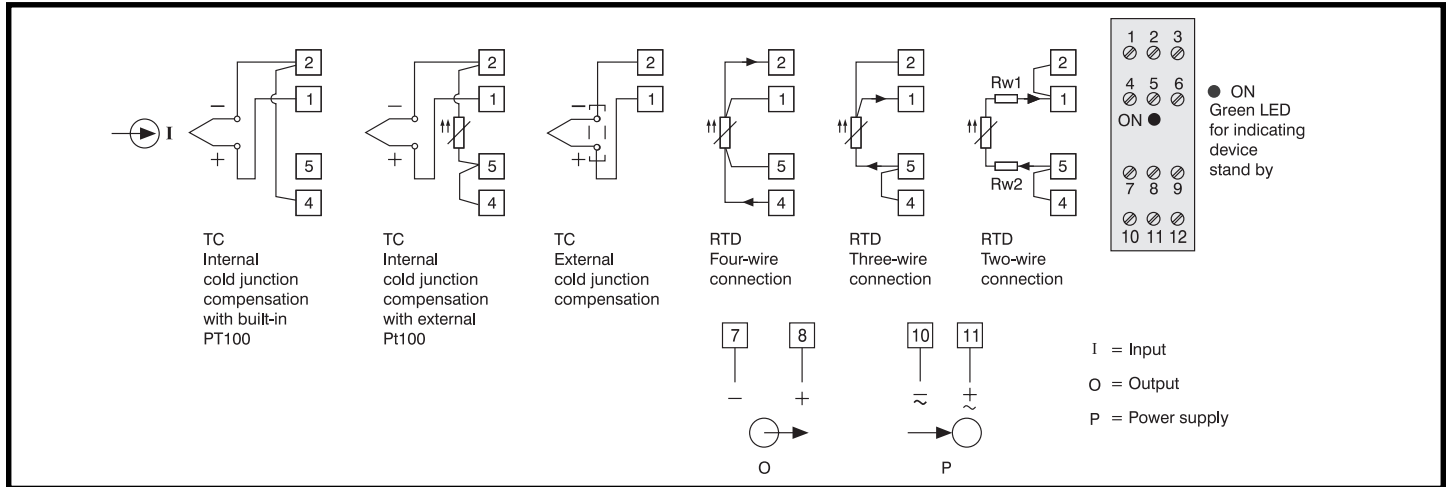 I
−
+
2
1
5
4
TC
Internal
cold junction
compensation
with built-in
PT100
−
+
2
1
5
4
TC
Internal
cold junction
compensation
with external
Pt100
−
+
2
1
TC
External
cold junction
compensation
2
1
5
4
RTD
Four-wire
connection
2
1
5
4
RTD
Three-wire
connection
Rw1
Rw2
2
1
5
4
RTD
Two-wire
connection
1 2 3
4 5 6
ON
7 8 9
10 11 12
ON
Green LED
for indicating
device
stand by
7 8
− +
O
10 11
− +
~ ~
P
I = Input
O = Output
P = Power supply